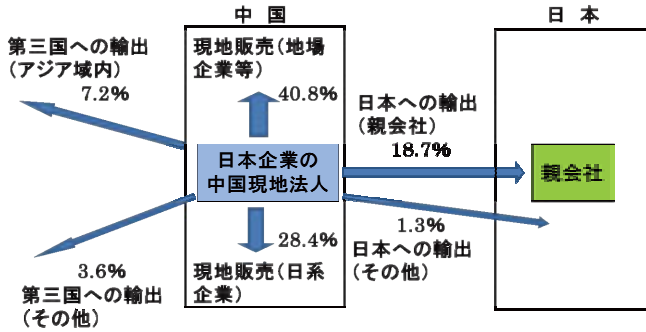 中 国
日 本
第三国への輸出
（アジア域内）
7.2%
現地販売（地場
企業等）
40.8%
日本への輸出
（親会社）
18.7%
日本企業の
中国現地法人
親会社
3.6%
第三国への輸出
（その他）
28.4%
現地販売（日系
企業）
1.3%
日本への輸出
（その他）